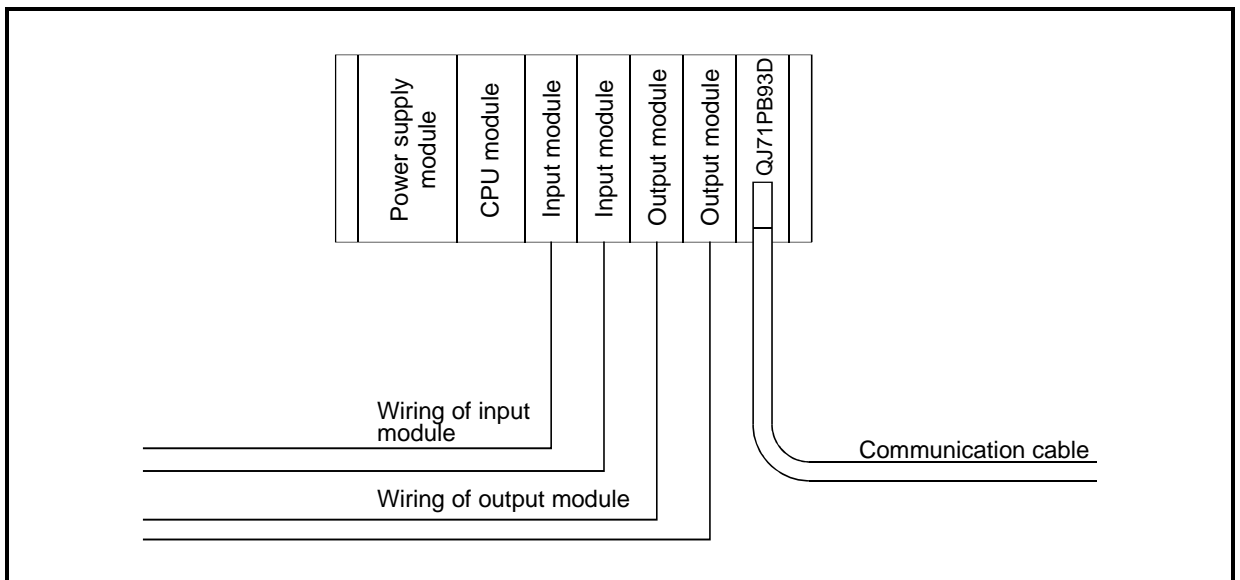 Power supply
module
CPU module
Input module
Input module
Output module
Output module
QJ71PB93D
Wiring of input
module
Communication cable
Wiring of output module